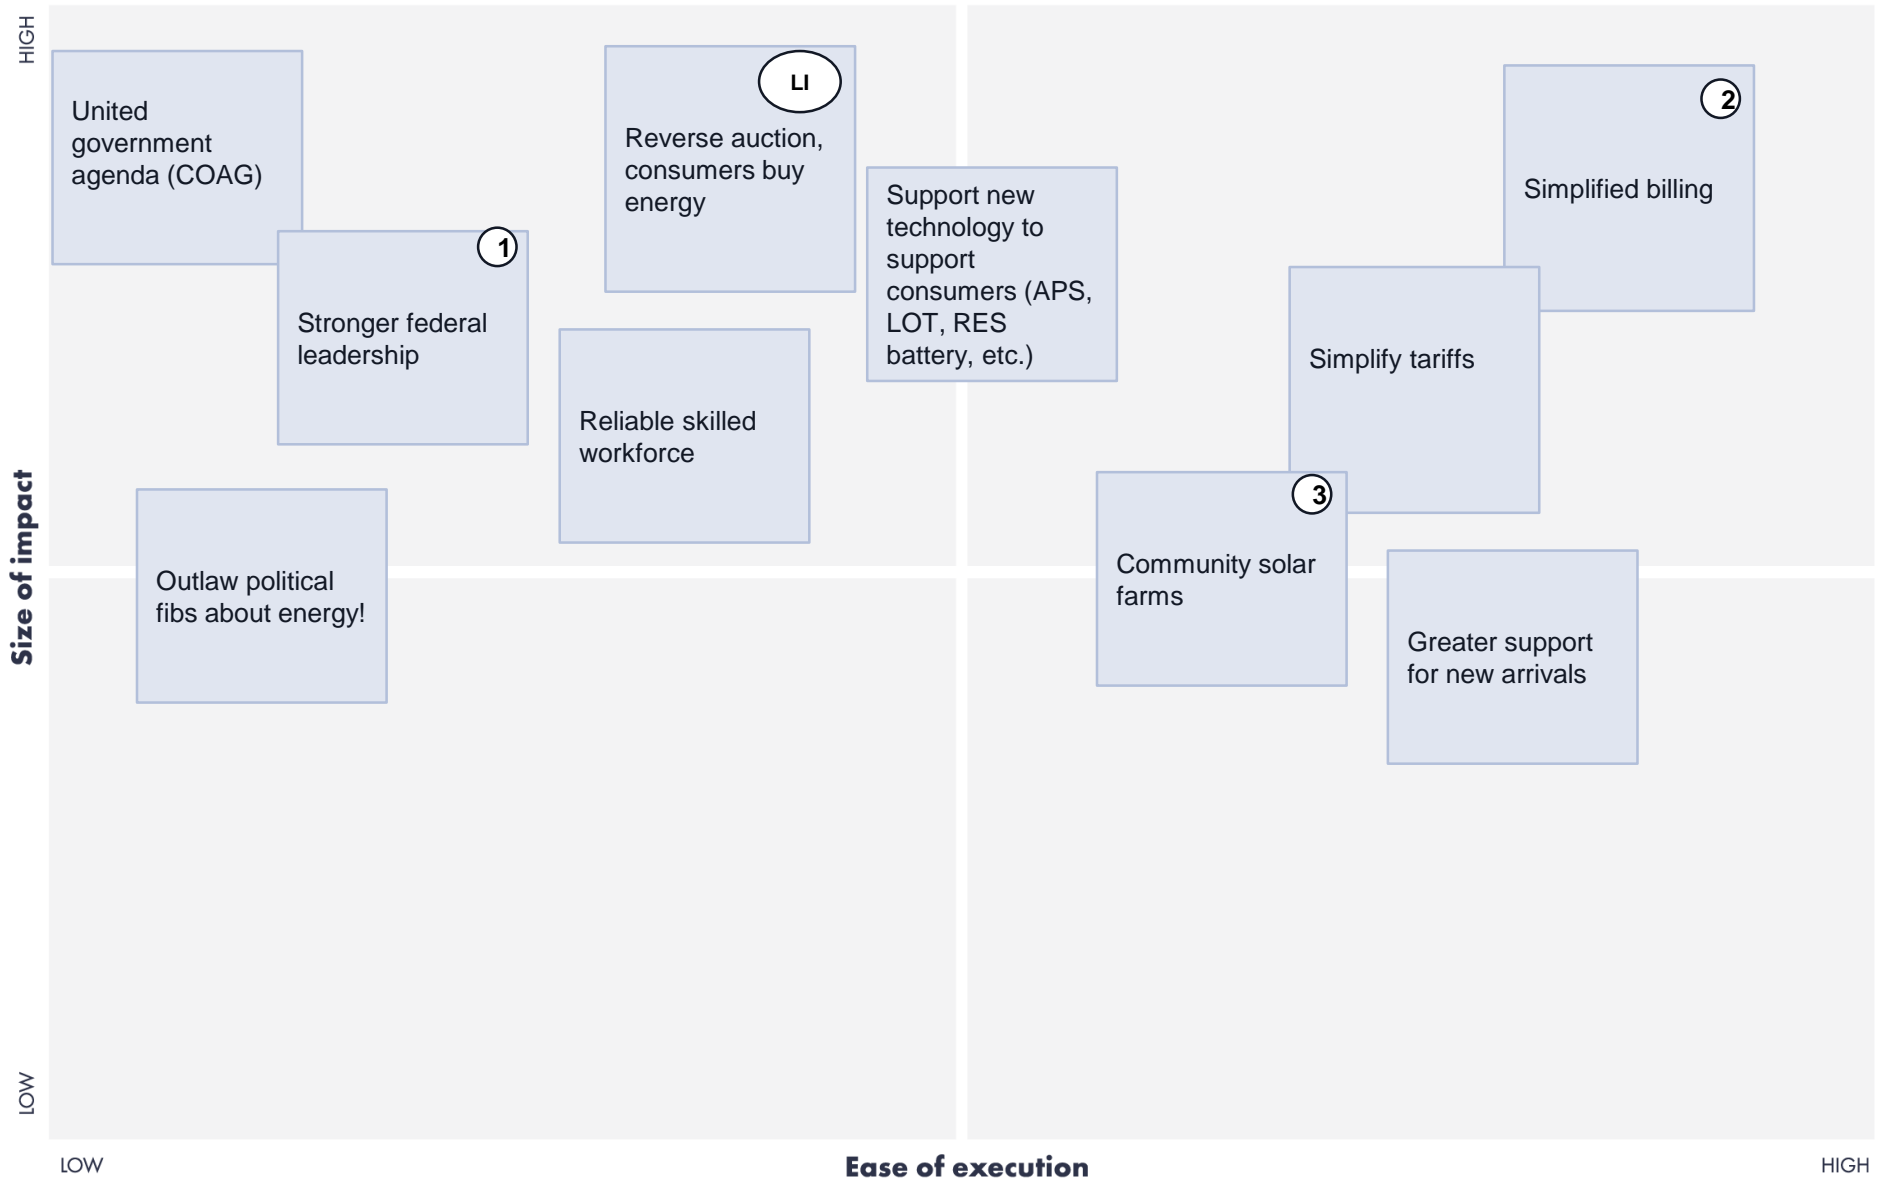 HIGH
United
government
agenda (COAG)
LI
Reverse auction,
consumers buy
energy
2
Simplified billing
Support new
technology to
support
consumers (APS,
LOT, RES
battery, etc.)
1
Stronger federal
leadership
Simplify tariffs
Reliable skilled
workforce
3
Community solar
farms
Outlaw political
fibs about energy!
Greater support
for new arrivals
Size of impact
LOW
LOW
Ease of execution
HIGH